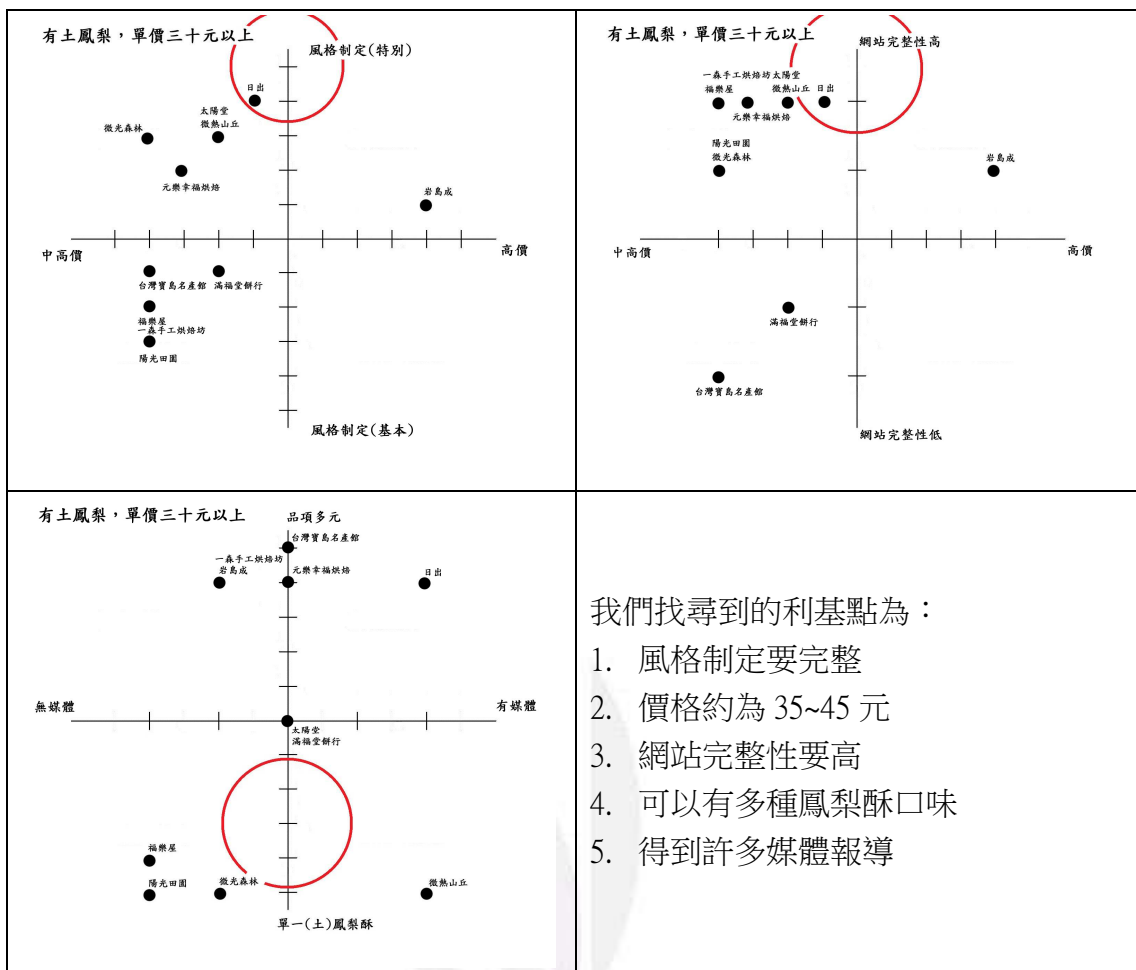 有土鳳梨,單價三十元以上
風格制定(特別)
日出
太陽堂
微熱山丘
微光森林
元樂幸福烘焙
岩島成
中高價
高價
台灣寶島名產館
滿福堂餅行
福樂屋
一森手工烘焙坊
陽光田園
風格制定(基本)
有土鳳梨,單價三十元以上
網站完整性高
一森手工烘焙坊
太陽堂
福樂屋
微熱山丘
日出
元樂幸福烘焙
陽光田園
微光森林
岩島成
中高價
高價
滿福堂餅行
台灣寶島名產館
網站完整性低
有土鳳梨,單價三十元以上
品項多元
台灣寶島名產館
一森手工烘焙坊
岩島成
元樂幸福烘焙
日出
無媒體
有媒體
太陽堂
滿福堂餅行
福樂屋
陽光田園
微光森林
微熱山丘
單一(土)鳳梨酥
我們找尋到的利基點為:
1. 風格制定要完整
2. 價格約為 35~45 元
3. 網站完整性要高
4. 可以有多種鳳梨酥口味
5. 得到許多媒體報導